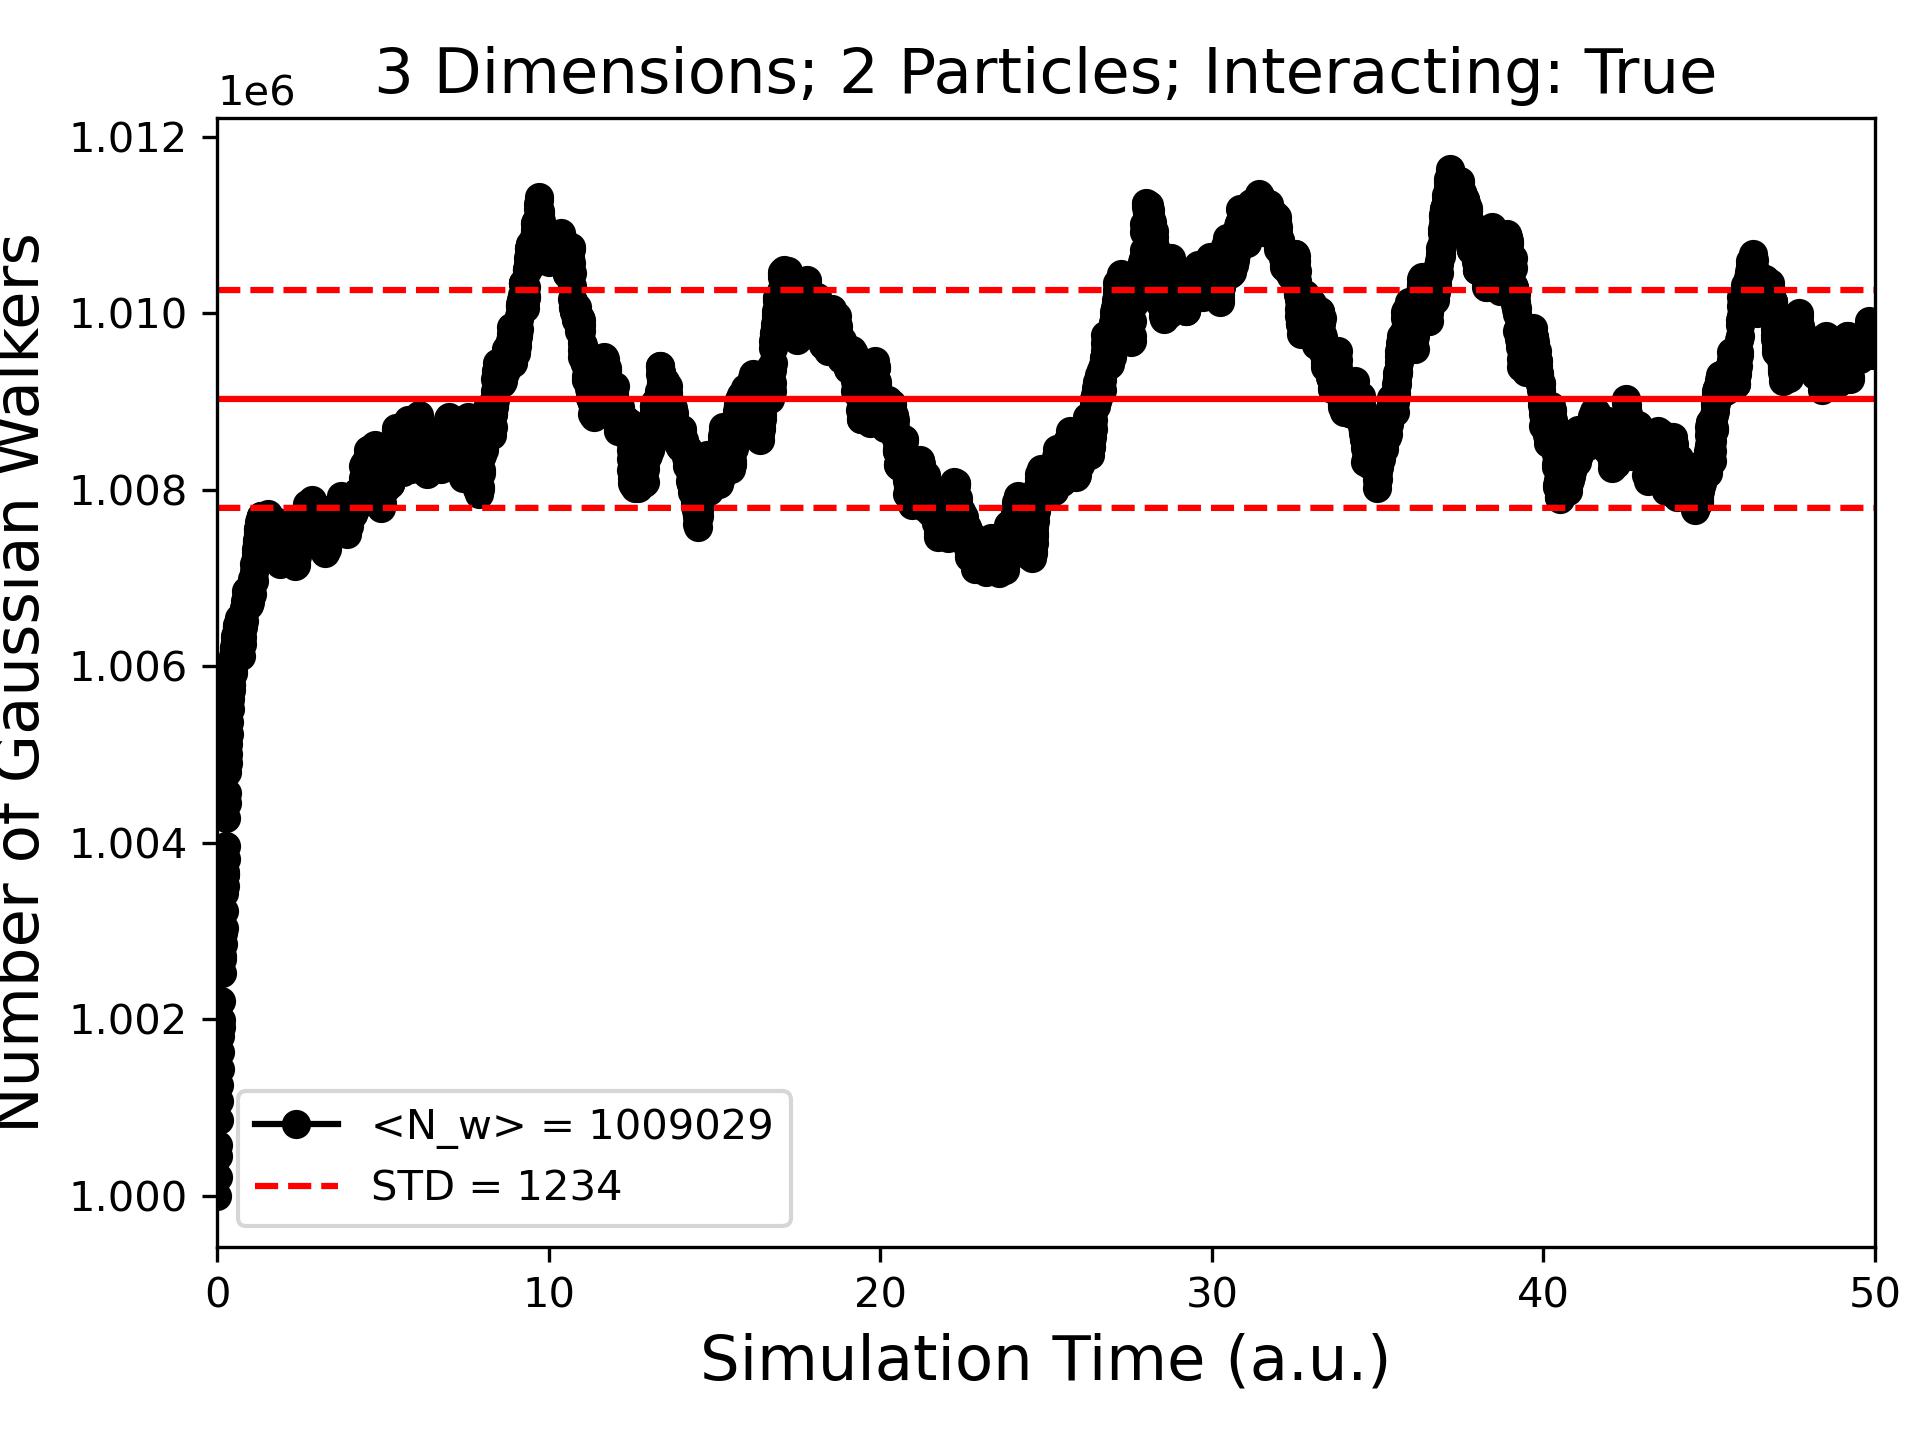 3 Dimensions; 2 Particles; Interacting: True
1e6
1.012
1.010
1.008
1.006
1.004
1.002
1.000
Number of Gaussian Walkers
<N_w> = 1009029
STD = 1234
0 10 20 30 40 50
Simulation Time (a.u.)